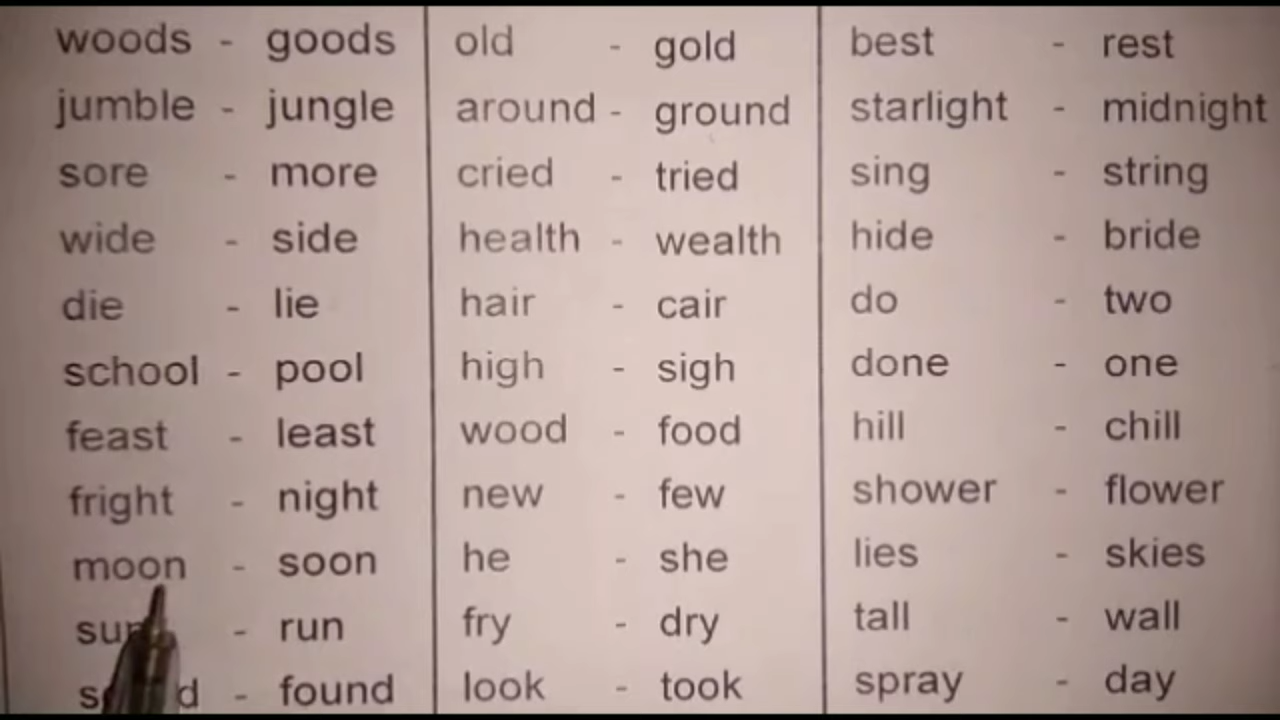 woods - goods
jumble - jungle
sore - more
wide - side
die - lie
school - pool
feast - least
fright - night
moon - soon
- run
- found
old - gold
around - ground
cried - tried
health - wealth
hair - cair
high - sigh
wood - food
new - few
he - she
fry - dry
look - took
best - rest
starlight - midnight
sing - string
hide - bride
do - two
done - one
hill - chill
shower - flower
lies - skies
tall - wall
spray - day